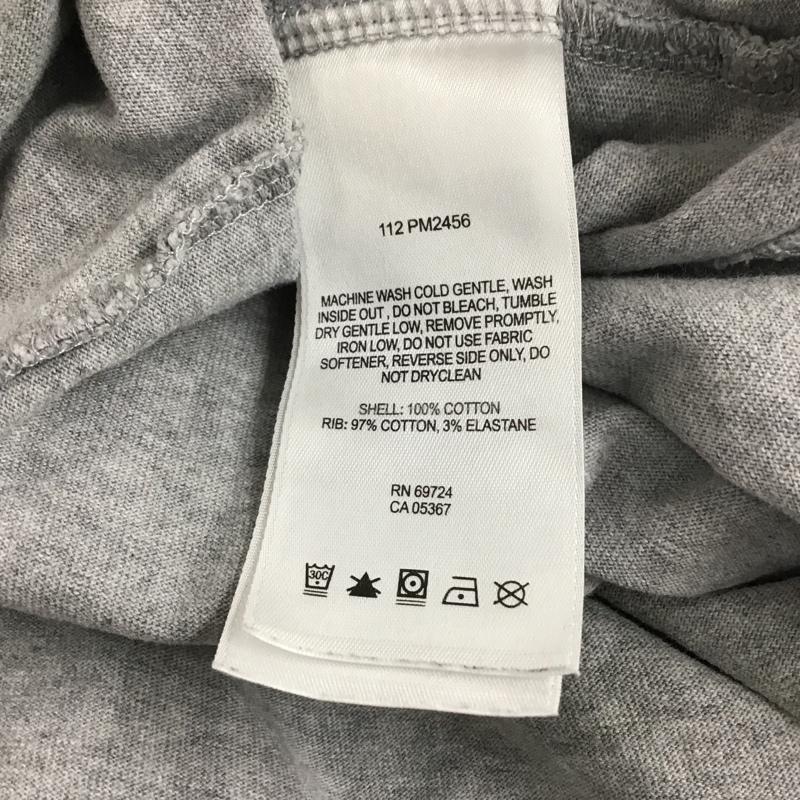 112 PM2456
MACHINE WASH COLD GENTLE, WASH
INSIDE OUT , DO NOT BLEACH, TUMBLE
DRY GENTLE LOW, REMOVE PROMPTLY,
IRON LOW, DO NOT USE FABRIC
SOFTENER, REVERSE SIDE ONLY, DO
NOT DRYCLEAN
SHELL: 100% COTTON
RIB: 97% COTTON, 3% ELASTANE
RN 69724
CA 05367
30C